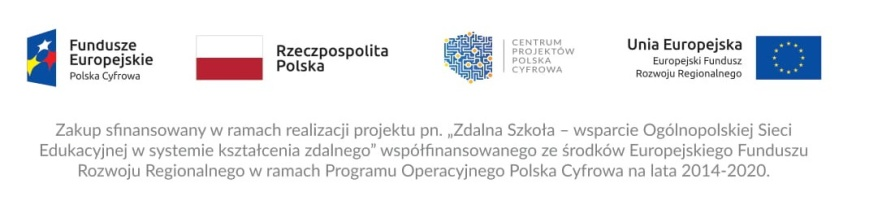 Fundusze
Europejskie
Polska Cyfrowa
Rzeczpospolita
Polska
CENTRUM
PROJEKTÓW
POLSKA
CYFROWA
Unia Europejska
Europejski Fundusz
Rozwoju Regionalnego
Zakup sfinansowany w ramach realizacji projektu pn. „Zdalna Szkoła – wsparcie Ogólnopolskiej Sieci
Edukacyjnej w systemie kształcenia zdalnego” współfinansowanego ze środków Europejskiego Funduszu
Rozwoju Regionalnego w ramach Programu Operacyjnego Polska Cyfrowa na lata 2014-2020.